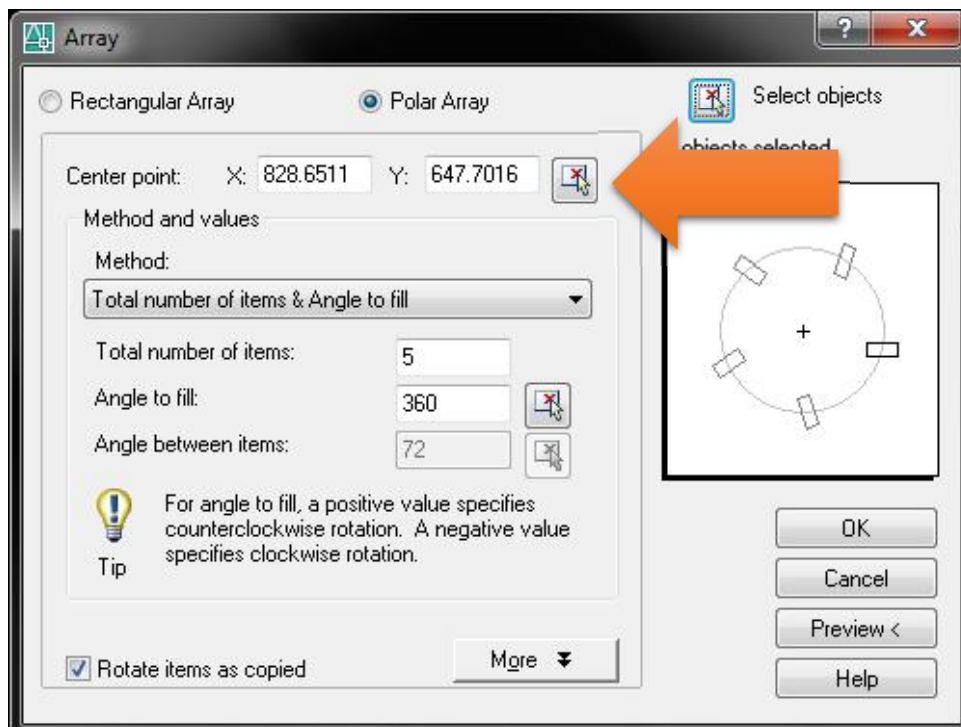 Array
?
Rectangular Array
Polar Array
Select objects
objects selected
Center point:
X: 828.6511
Y: 647.7016
Method and values
Method:
Total number of items & Angle to fill
Total number of items:
5
Angle to fill:
360
Angle between items:
72
Tip
For angle to fill, a positive value specifies
counterclockwise rotation. A negative value
specifies clockwise rotation.
Rotate items as copied
More
OK
Cancel
Preview <
Help